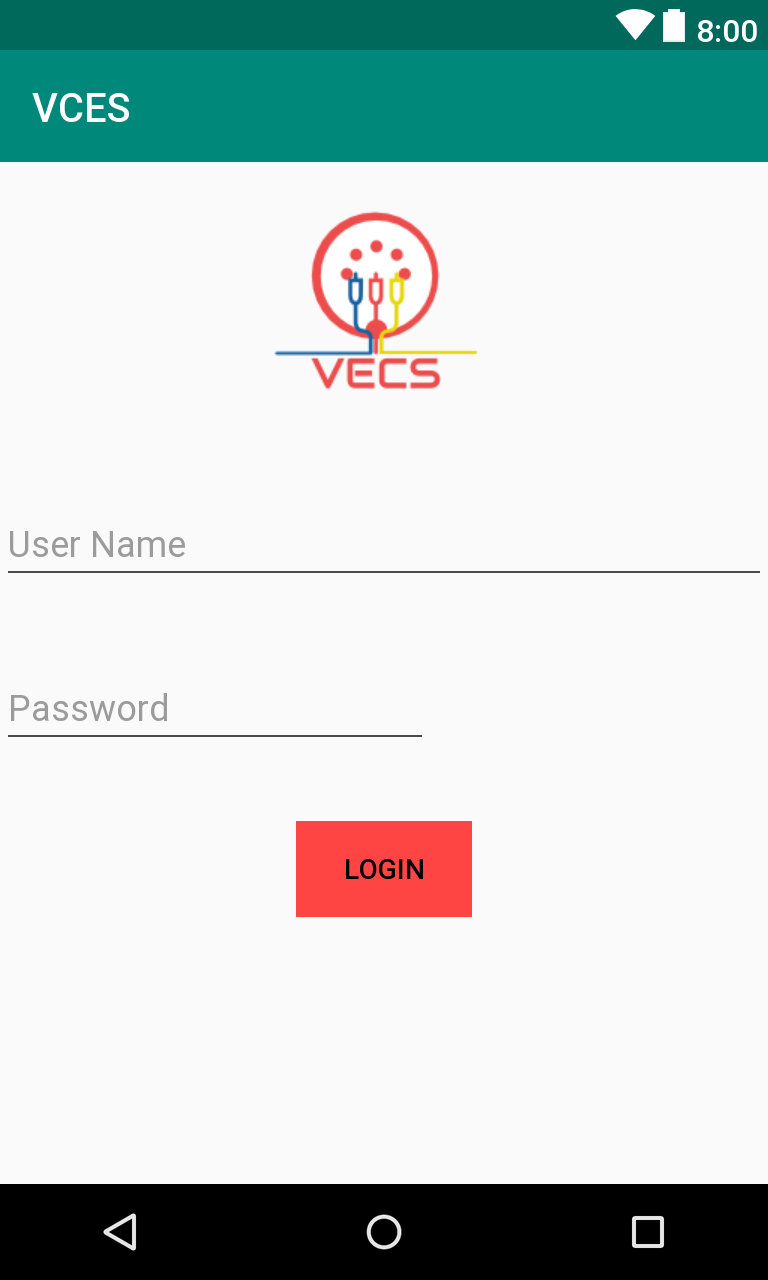 8:00
VCES
VECS
User Name
Password
LOGIN